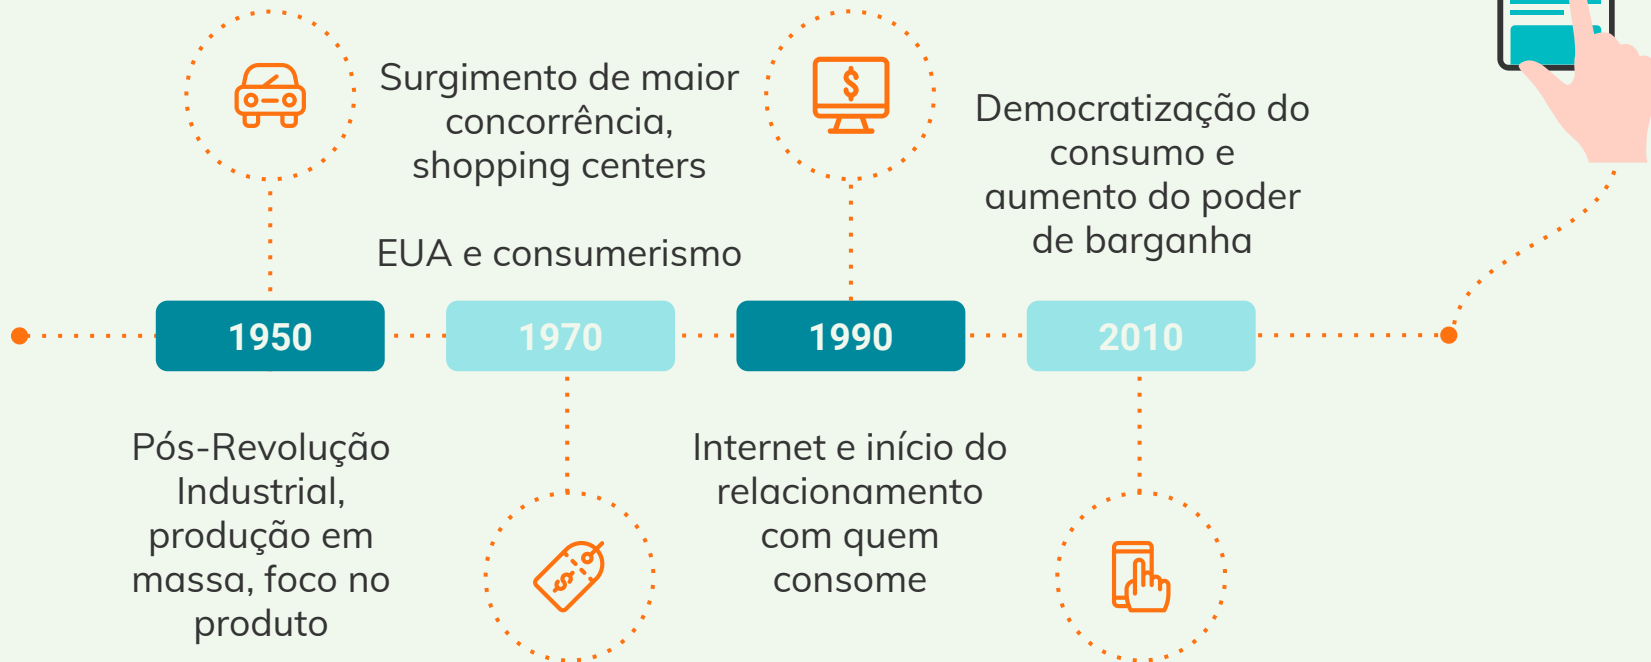 Surgimento de maior
concorrência,
shopping centers
EUA e consumerismo
Democratização do
consumo e
aumento do poder
de barganha
1950
1970
1990
2010
Pós-Revolução
Industrial,
produção em
massa, foco no
produto
Internet e início do
relacionamento
com quem
consome